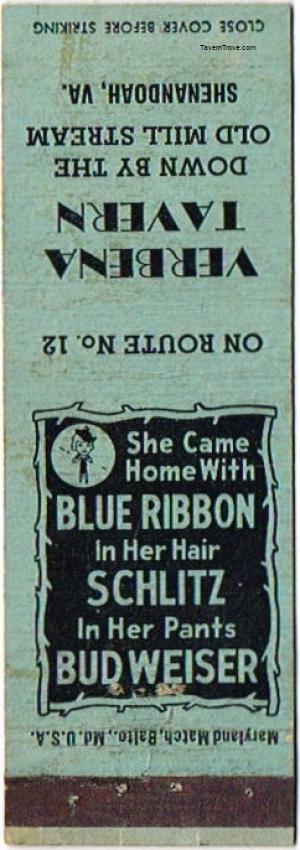 CLOSE COVER BEFORE STRIKING
TavernTrove.com
SHENANDOAH, VA.
OLD MILL STREAM
DOWN BY THE
TAVERN
VERBENA
ON ROUTE No. 12
She Came
Home With
BLUE RIBBON
In Her Hair
SCHLITZ
In Her Pants
BUDWEISER
Maryland Match, Balto., Md. U.S.A.